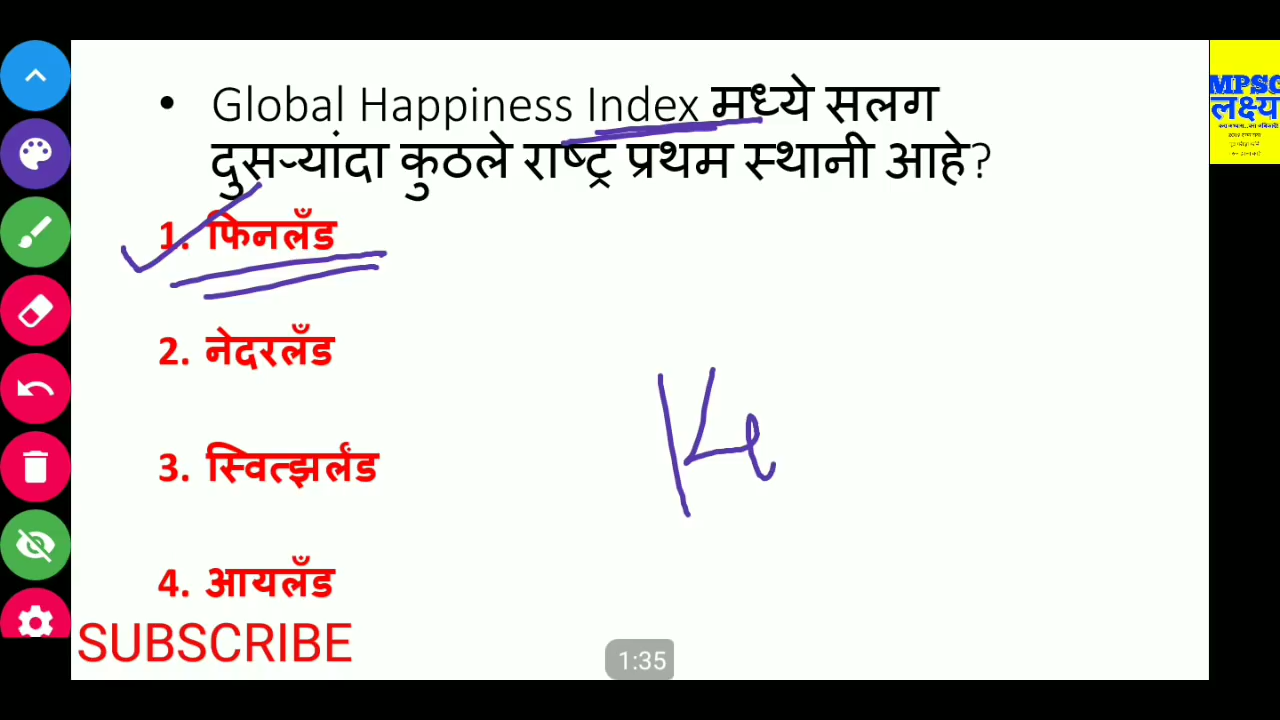 • Global Happiness Index मध्ये सलग
दुसऱ्यांदा कुठले राष्ट्र प्रथम स्थानी आहे?
1. फिनलँड
2. नेदरलँड
3. स्वित्झर्लंड
4. आयलँड
Ke
SUBSCRIBE
1:35
MPSC
लक्ष्य